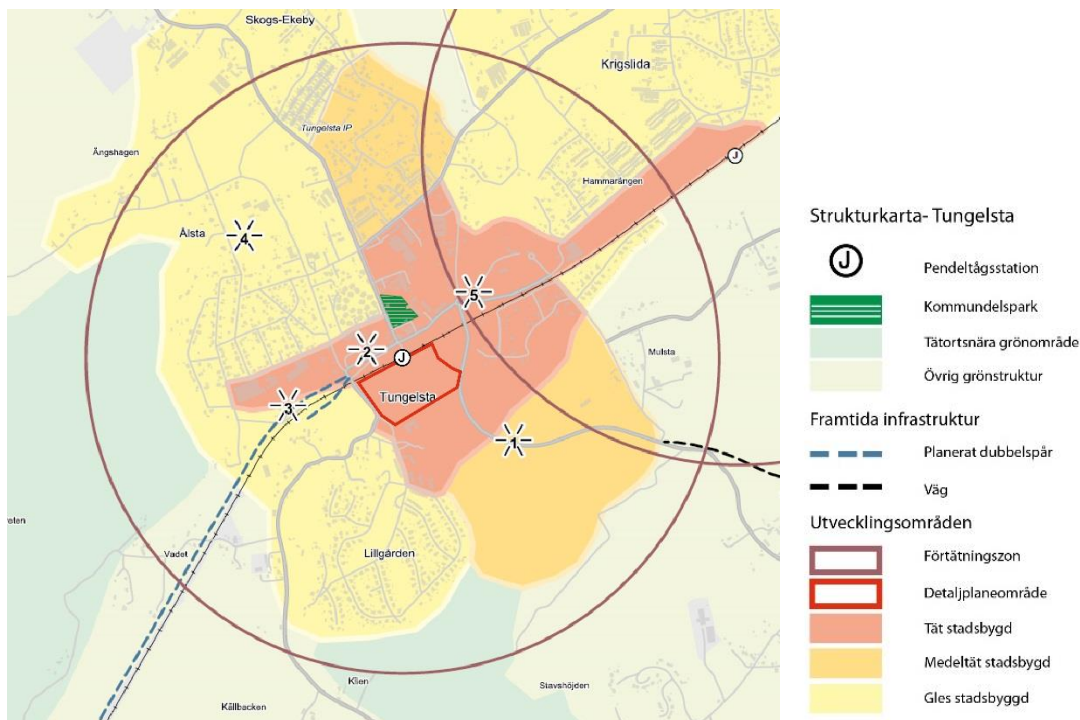 Skogs-Ekeby
Krigslida
Tungelsta IP
Ängshagen
J
Hammarängen
Ålsta
4
5
2
Mulsta
J
Tungelsta
3
1
Lillgården
Vadet
Klien
Stavshöjden
Källbacken
Strukturkarta- Tungelsta
J
Pendeltågsstation
Kommundelspark
Tätortsnära grönområde
Övrig grönstruktur
Framtida infrastruktur
Planerat dubbelspår
Väg
Utvecklingsområden
Förtätningszon
Detaljplaneområde
Tät stadsbygd
Medeltät stadsbygd
Gles stadsbyggd